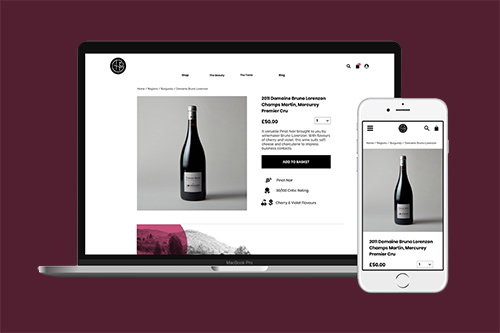 Shop
The Beauty
The Taste
Blog
Home / Regions / Burgundy / Domaine Bruno Lorenzon
2011 Domaine Bruno Lorenzon
Champs Martin, Mercurey
Premier Cru
£50.00
1
A valuable Pinot Noir brought to you by
winemaker Bruno Lorenzon. With flavours
of cherry and violet, this wine suits soft
cheese and charcuterie to impress
business contacts.
ADD TO BASKET
Pinot Noir
93/100 Critic Rating
Cherry & Violet Flavours
MacBook Pro
Home / Regions / Burgundy / Domaine Bruno Lorenzon
2011 Domaine Bruno Lorenzon
Champs Martin, Mercurey
Premier Cru
£50.00
1